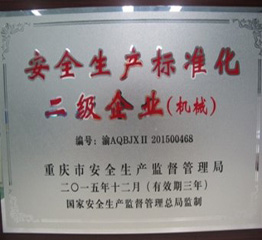 安全生产标准化
二级企业(机械)
编号:渝AQBJX II 201500468
重庆市安全生产监督管理局
二〇一五年十二月(有效期三年)
国家安全生产监督管理总局监制